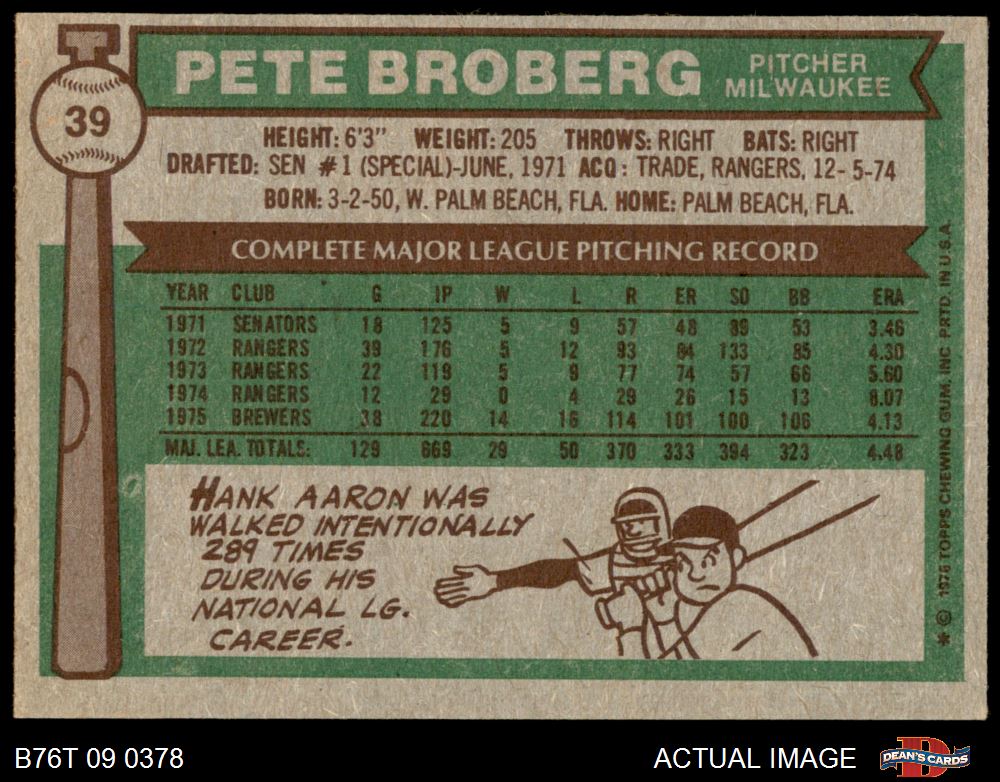 PETE BROBERG
PITCHER
MILWAUKEE
39
HEIGHT: 6'3" WEIGHT: 205 THROWS: RIGHT BATS: RIGHT
DRAFTED: SEN #1 (SPECIAL)-JUNE, 1971 ACQ: TRADE, RANGERS, 12-5-74
BORN: 3-2-50, W. PALM BEACH, FLA. HOME: PALM BEACH, FLA.
COMPLETE MAJOR LEAGUE PITCHING RECORD
YEAR CLUB G IP W L R ER SO BB ERA
1971 SENATORS 18 125 5 9 57 48 89 53 3.46
1972 RANGERS 39 176 5 12 93 84 133 85 4.30
1973 RANGERS 22 119 5 9 77 74 57 66 5.60
1974 RANGERS 12 29 0 4 29 26 15 13 8.07
1975 BREWERS 38 220 14 16 114 101 100 106 4.13
MAJ. LEA. TOTALS: 129 669 29 50 370 333 394 323 4.48
HANK AARON WAS
WALKED INTENTIONALLY
289 TIMES
DURING HIS
NATIONAL LG.
CAREER.
* © 1976 TOPPS CHEWING GUM, INC. PRTD. IN U.S.A.
B76T 09 0378
ACTUAL IMAGE
DEAN'S CARDS